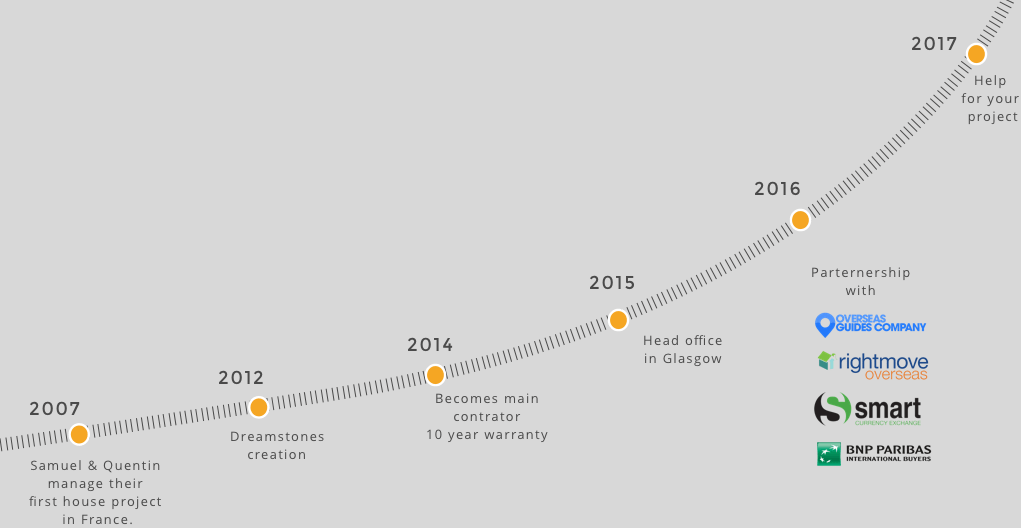 2007
Samuel & Quentin
manage their
first house project
in France.
2012
Dreamstones
creation
2014
Becomes main
contrator
10 year warranty
2015
Head office
in Glasgow
2016
Parternership
with
OVERSEAS
GUIDES COMPANY
rightmove
overseas
smart
CURRENCY EXCHANGE
BNP PARIBAS
INTERNATIONAL BUYERS
2017
Help
for your
project